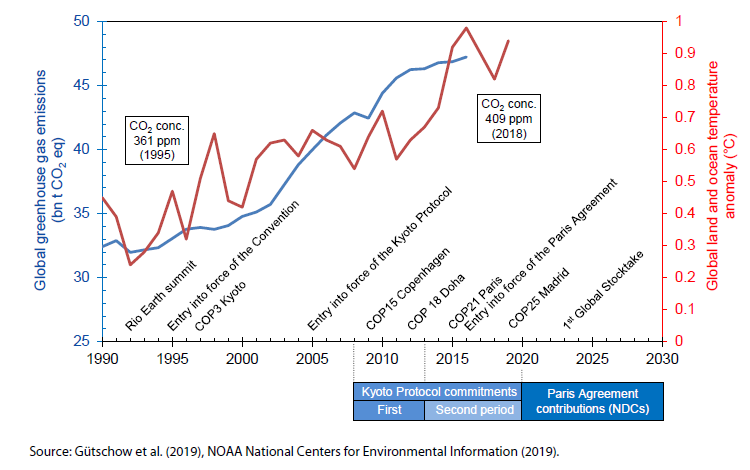 50
45
40
35
30
25
Global greenhouse gas emissions
(bn t CO₂ eq)
1
0.9
0.8
0.7
0.6
0.5
0.4
0.3
0.2
0.1
0
Global land and ocean temperature
anomaly (°C)
CO₂ conc.
361 ppm
(1995)
CO₂ conc.
409 ppm
(2018)
Rio Earth summit
Entry into force of the Convention
COP3 Kyoto
Entry into force of the Kyoto Protocol
COP15 Copenhagen
COP 18 Doha
COP21 Paris
Entry into force of the Paris Agreement
COP25 Madrid
1st Global Stocktake
1990
1995
2000
2005
2010
2015
2020
2025
2030
Kyoto Protocol commitments
First
Second period
Paris Agreement
contributions (NDCs)
Source: Gütschow et al. (2019), NOAA National Centers for Environmental Information (2019).